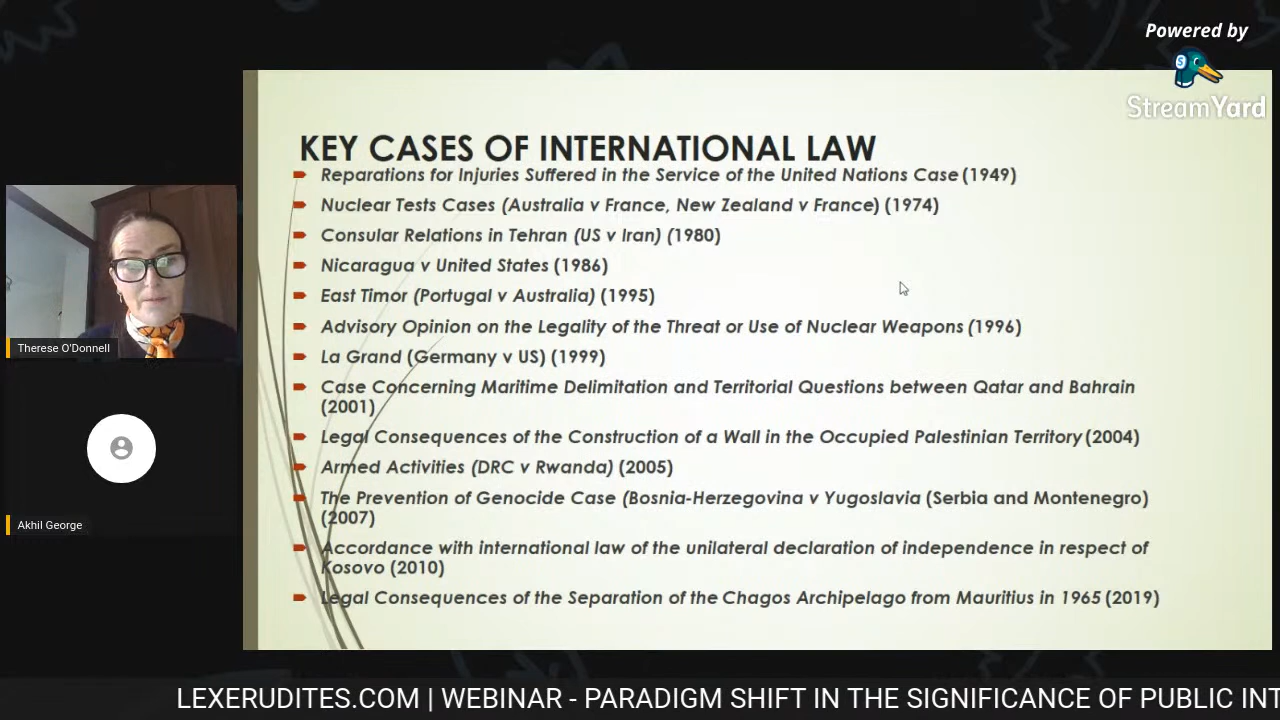 Powered by
StreamYard
KEY CASES OF INTERNATIONAL LAW
Reparations for Injuries Suffered in the Service of the United Nations Case (1949)
Nuclear Tests Cases (Australia v France, New Zealand v France) (1974)
Consular Relations in Tehran (US v Iran) (1980)
Nicaragua v United States (1986)
East Timor (Portugal v Australia) (1995)
Advisory Opinion on the Legality of the Threat or Use of Nuclear Weapons (1996)
La Grand (Germany v US) (1999)
Case Concerning Maritime Delimitation and Territorial Questions between Qatar and Bahrain
(2001)
Legal Consequences of the Construction of a Wall in the Occupied Palestinian Territory (2004)
Armed Activities (DRC v Rwanda) (2005)
The Prevention of Genocide Case (Bosnia-Herzegovina v Yugoslavia (Serbia and Montenegro)
(2007)
Accordance with international law of the unilateral declaration of independence in respect of
Kosovo (2010)
Legal Consequences of the Separation of the Chagos Archipelago from Mauritius in 1965 (2019)
Therese O'Donnell
Akhil George
LEXERUDITES.COM | WEBINAR - PARADIGM SHIFT IN THE SIGNIFICANCE OF PUBLIC INT